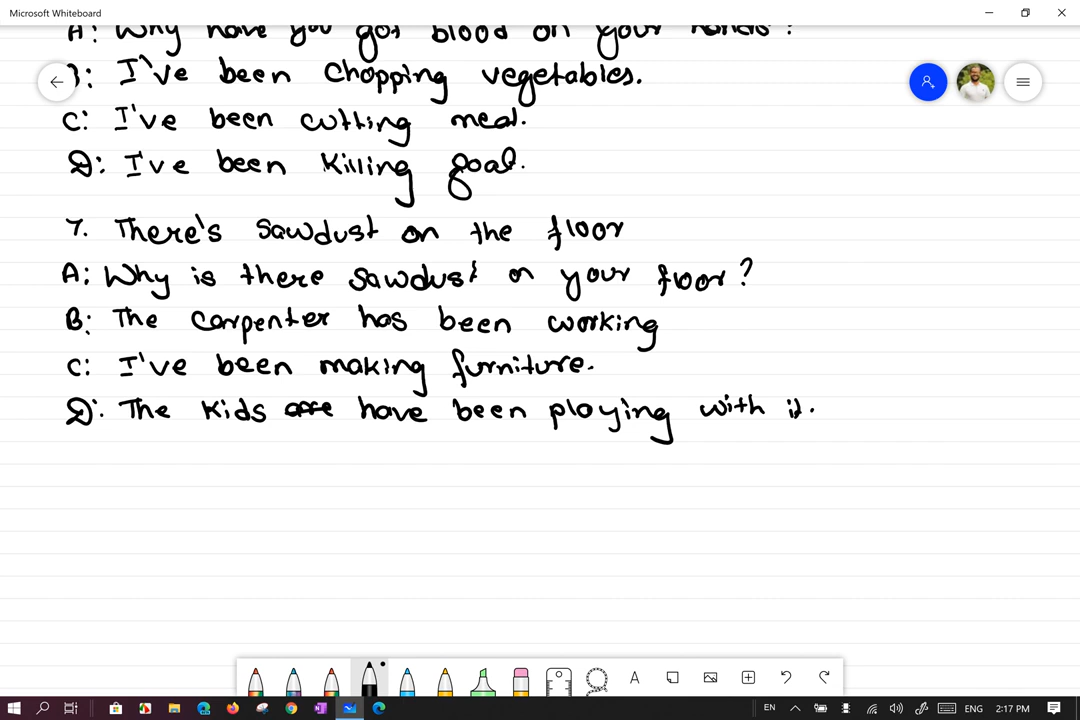 Microsoft Whiteboard
A: Why have you got blood on your hands?
B: I've been chopping vegetables.
C: I've been cutting meat.
D: I've been killing goat.
7. There's sawdust on the floor
A: Why is there sawdust on your floor?
B: The carpenter has been working
C: I've been making furniture.
D: The kids have been playing with it.
A
EN
ENG 2:17 PM